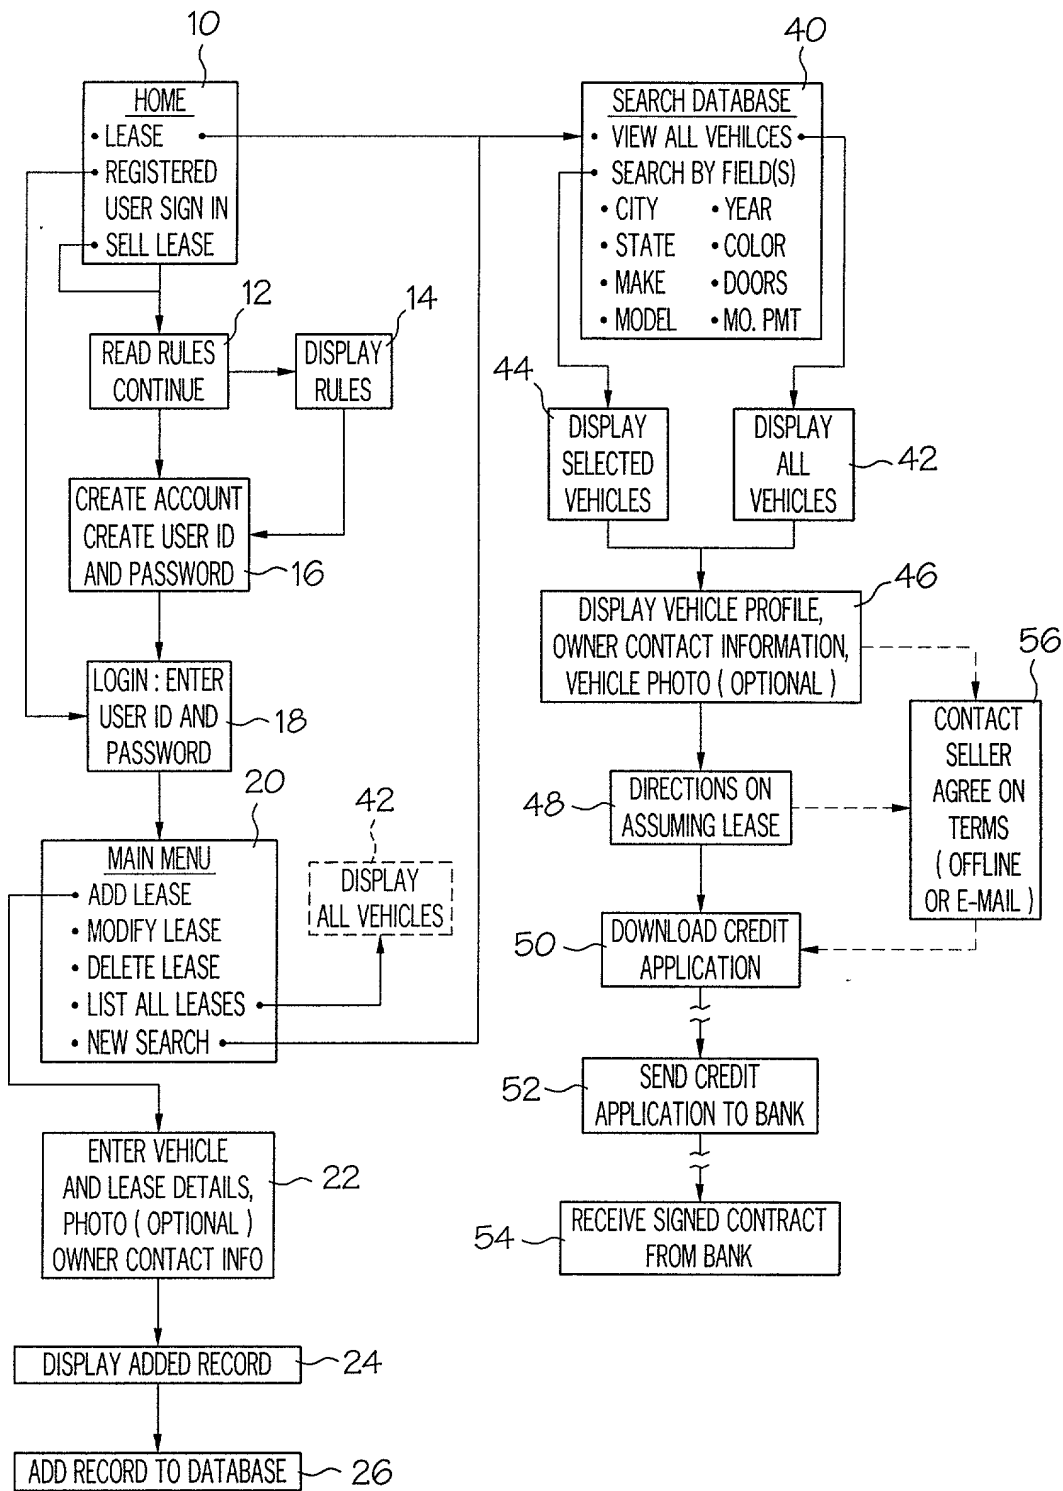 10
HOME
• LEASE •
• REGISTERED
USER SIGN IN
• SELL LEASE
12
READ RULES
CONTINUE
14
DISPLAY
RULES
CREATE ACCOUNT
CREATE USER ID
AND PASSWORD
16
LOGIN : ENTER
USER ID AND
PASSWORD
18
20
MAIN MENU
• ADD LEASE
• MODIFY LEASE
• DELETE LEASE
• LIST ALL LEASES •
• NEW SEARCH •
42
DISPLAY
ALL VEHICLES
ENTER VEHICLE
AND LEASE DETAILS,
PHOTO ( OPTIONAL )
OWNER CONTACT INFO
22
DISPLAY ADDED RECORD
24
ADD RECORD TO DATABASE
26
40
SEARCH DATABASE
• VIEW ALL VEHILCES •
• SEARCH BY FIELD(S)
• CITY • YEAR
• STATE • COLOR
• MAKE • DOORS
• MODEL • MO. PMT
44
DISPLAY
SELECTED
VEHICLES
DISPLAY
ALL
VEHICLES
42
46
DISPLAY VEHICLE PROFILE,
OWNER CONTACT INFORMATION,
VEHICLE PHOTO ( OPTIONAL )
48
DIRECTIONS ON
ASSUMING LEASE
56
CONTACT
SELLER
AGREE ON
TERMS
( OFFLINE
OR E-MAIL )
50
DOWNLOAD CREDIT
APPLICATION
52
SEND CREDIT
APPLICATION TO BANK
54
RECEIVE SIGNED CONTRACT
FROM BANK